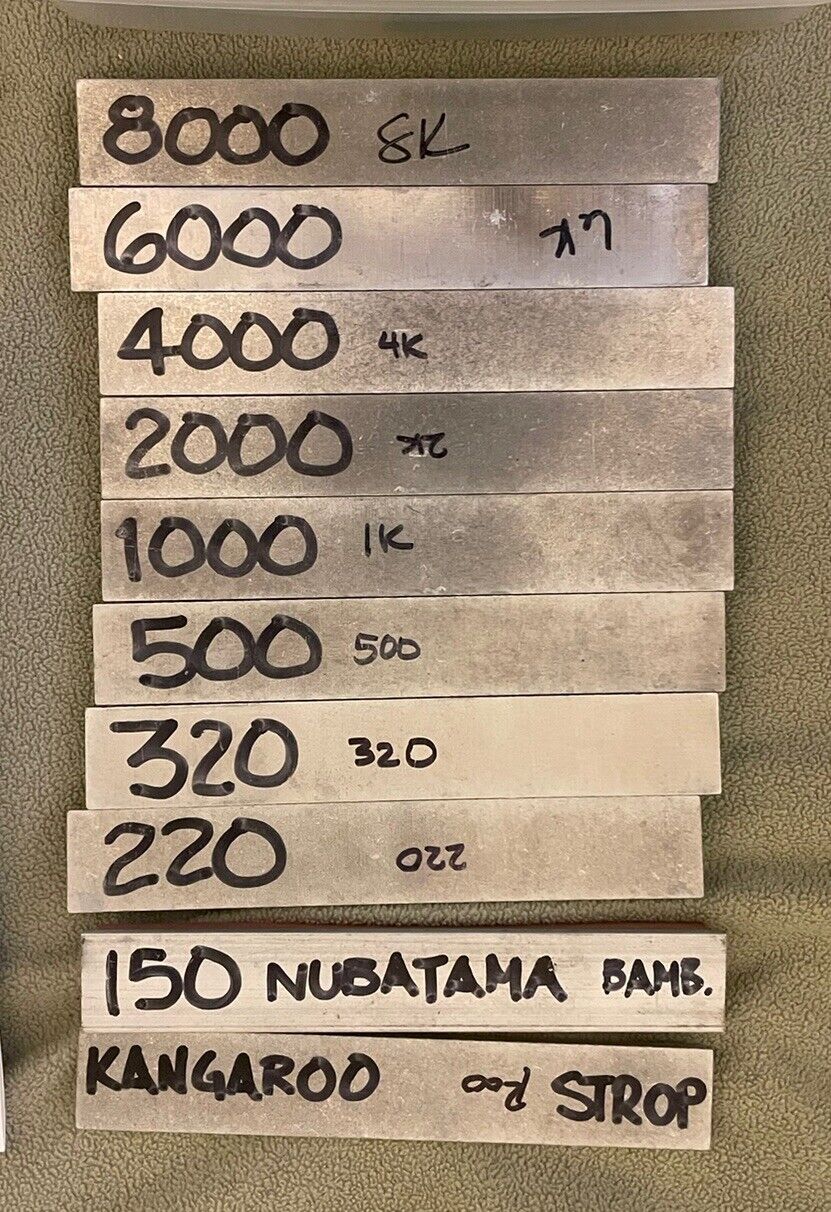 8000 8K
6000
4000 4K
2000 2K
1000 1K
500 500
320 320
220 220
150 NUBATAMA BAMB.
KANGAROO Roo STROP